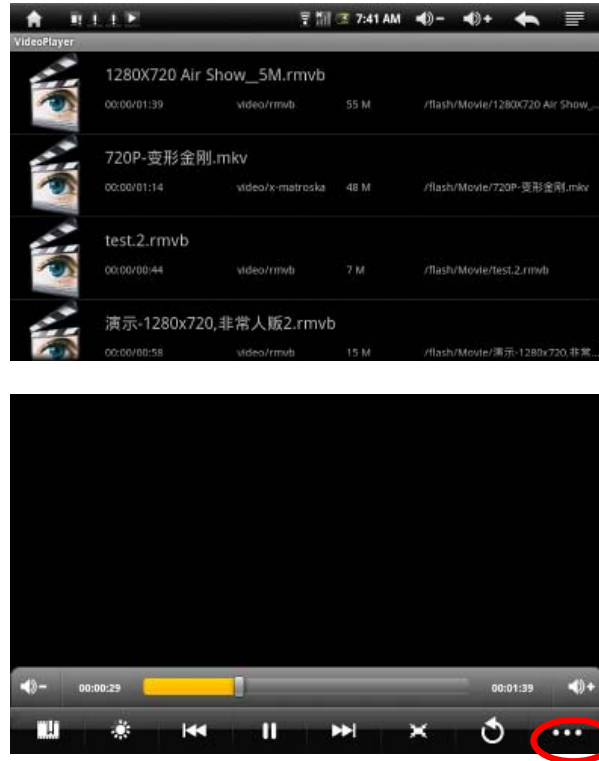 7:41 AM
VideoPlayer
1280X720 Air Show__5M.rmvb
00:00/01:39 video/rmvb 55 M /flash/Movie/1280X720 Air Show_...
720P-变形金刚.mkv
00:00/01:14 video/x-matroska 48 M /flash/Movie/720P-变形金刚.mkv
test.2.rmvb
00:00/00:44 video/rmvb 7 M /flash/Movie/test.2.rmvb
演示-1280x720,非常人贩2.rmvb
00:00/00:58 video/rmvb 15 M /flash/Movie/演示-1280x720,非常...
00:00:29 00:01:39